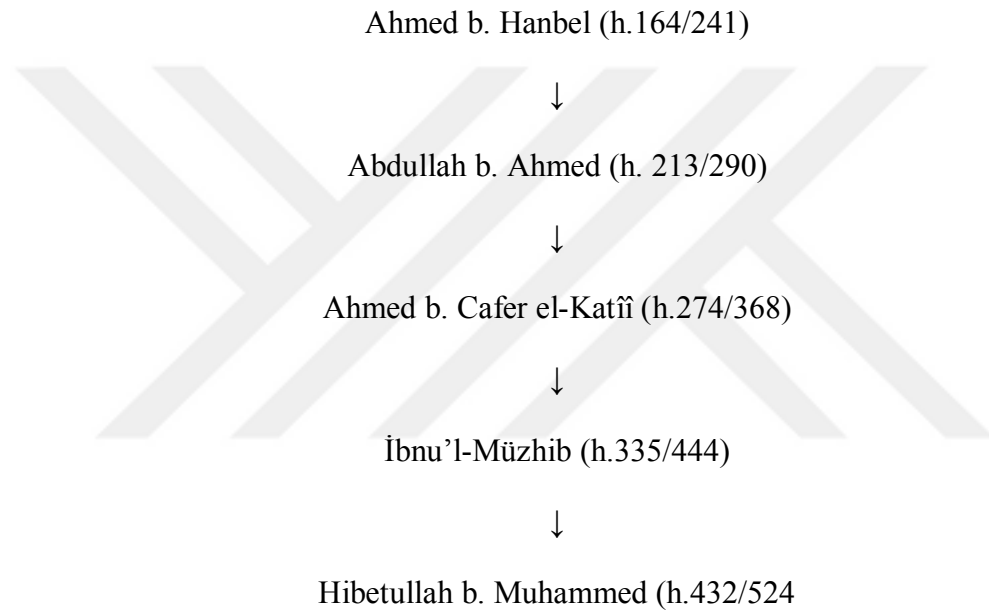 Ahmed b. Hanbel (h.164/241)
↓
Abdullah b. Ahmed (h. 213/290)
↓
Ahmed b. Cafer el-Katîî (h.274/368)
↓
İbnu’l-Müzhib (h.335/444)
↓
Hibetullah b. Muhammed (h.432/524